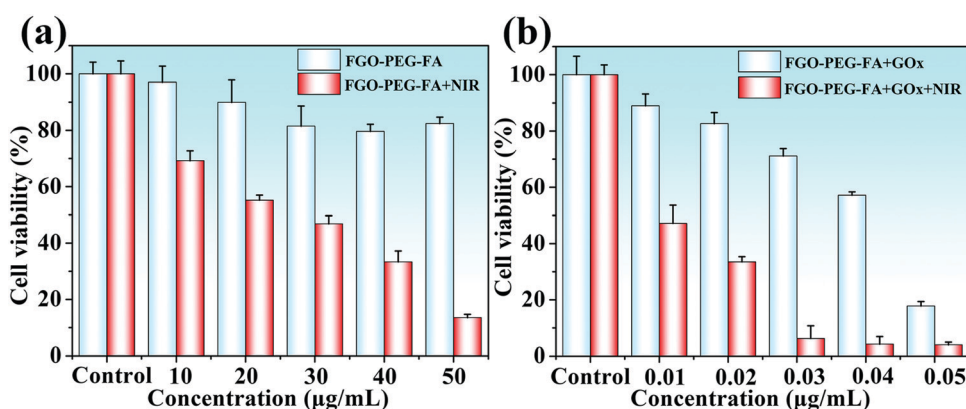 (a)
FGO-PEG-FA
FGO-PEG-FA+NIR
Cell viability (%)
100
80
60
40
20
0
Control 10 20 30 40 50
Concentration (µg/mL)
(b)
FGO-PEG-FA+GOx
FGO-PEG-FA+GOx+NIR
Cell viability (%)
100
80
60
40
20
0
Control 0.01 0.02 0.03 0.04 0.05
Concentration (µg/mL)